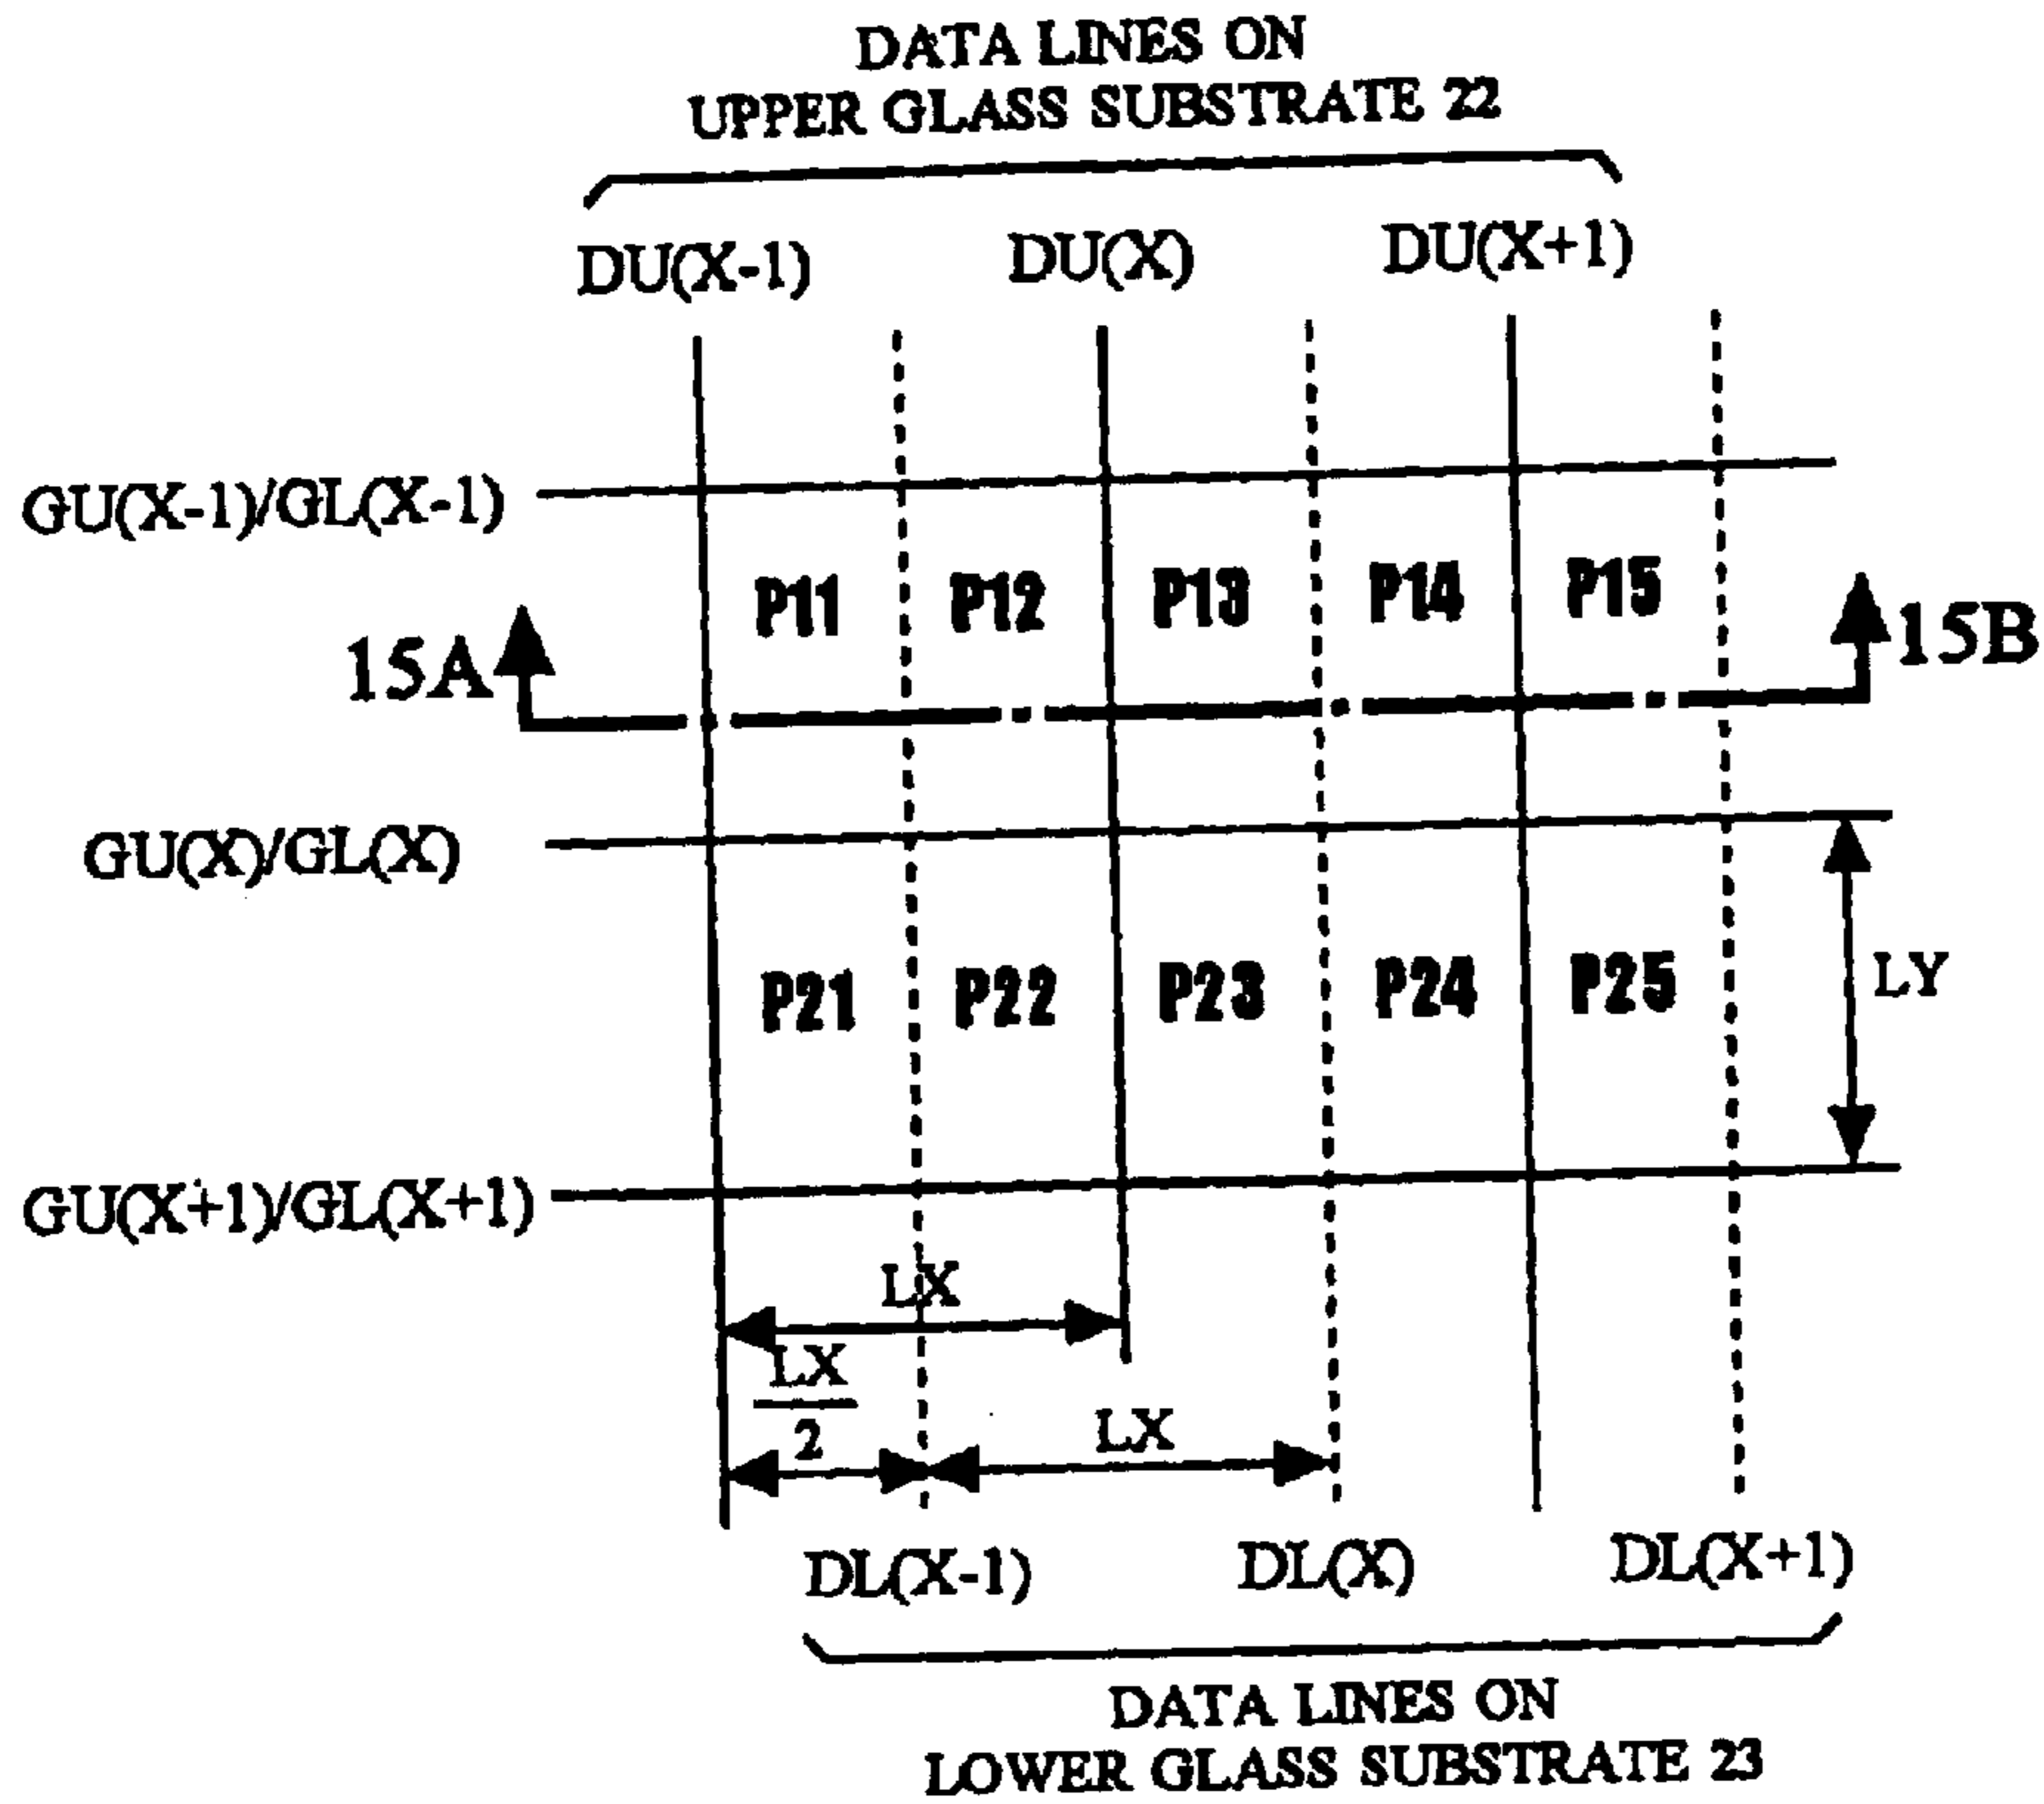 DATA LINES ON
UPPER GLASS SUBSTRATE 22
DU(X-1) DU(X) DU(X+1)
GU(X-1)/GL(X-1)
P11 P12 P13 P14 P15
15A 15B
GU(X)/GL(X)
P21 P22 P23 P24 P25
LY
GU(X+1)/GL(X+1)
LX
LX
2
LX
DL(X-1) DL(X) DL(X+1)
DATA LINES ON
LOWER GLASS SUBSTRATE 23